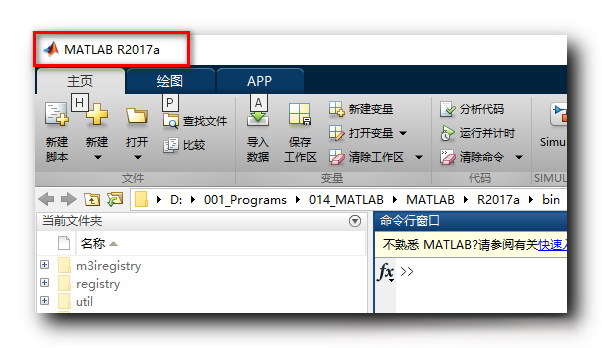 MATLAB R2017a
主页 绘图 APP
H P A
新建脚本 新建 打开 查找文件 比较
导入数据 保存工作区 新建变量 打开变量 清除工作区
分析代码 运行并计时 清除命令
Simu
文件 变量 代码 SIMUL
D: 001_Programs 014_MATLAB MATLAB R2017a bin
当前文件夹
名称
m3iregistry
registry
util
命令行窗口
不熟悉 MATLAB?请参阅有关快速入
fx >>